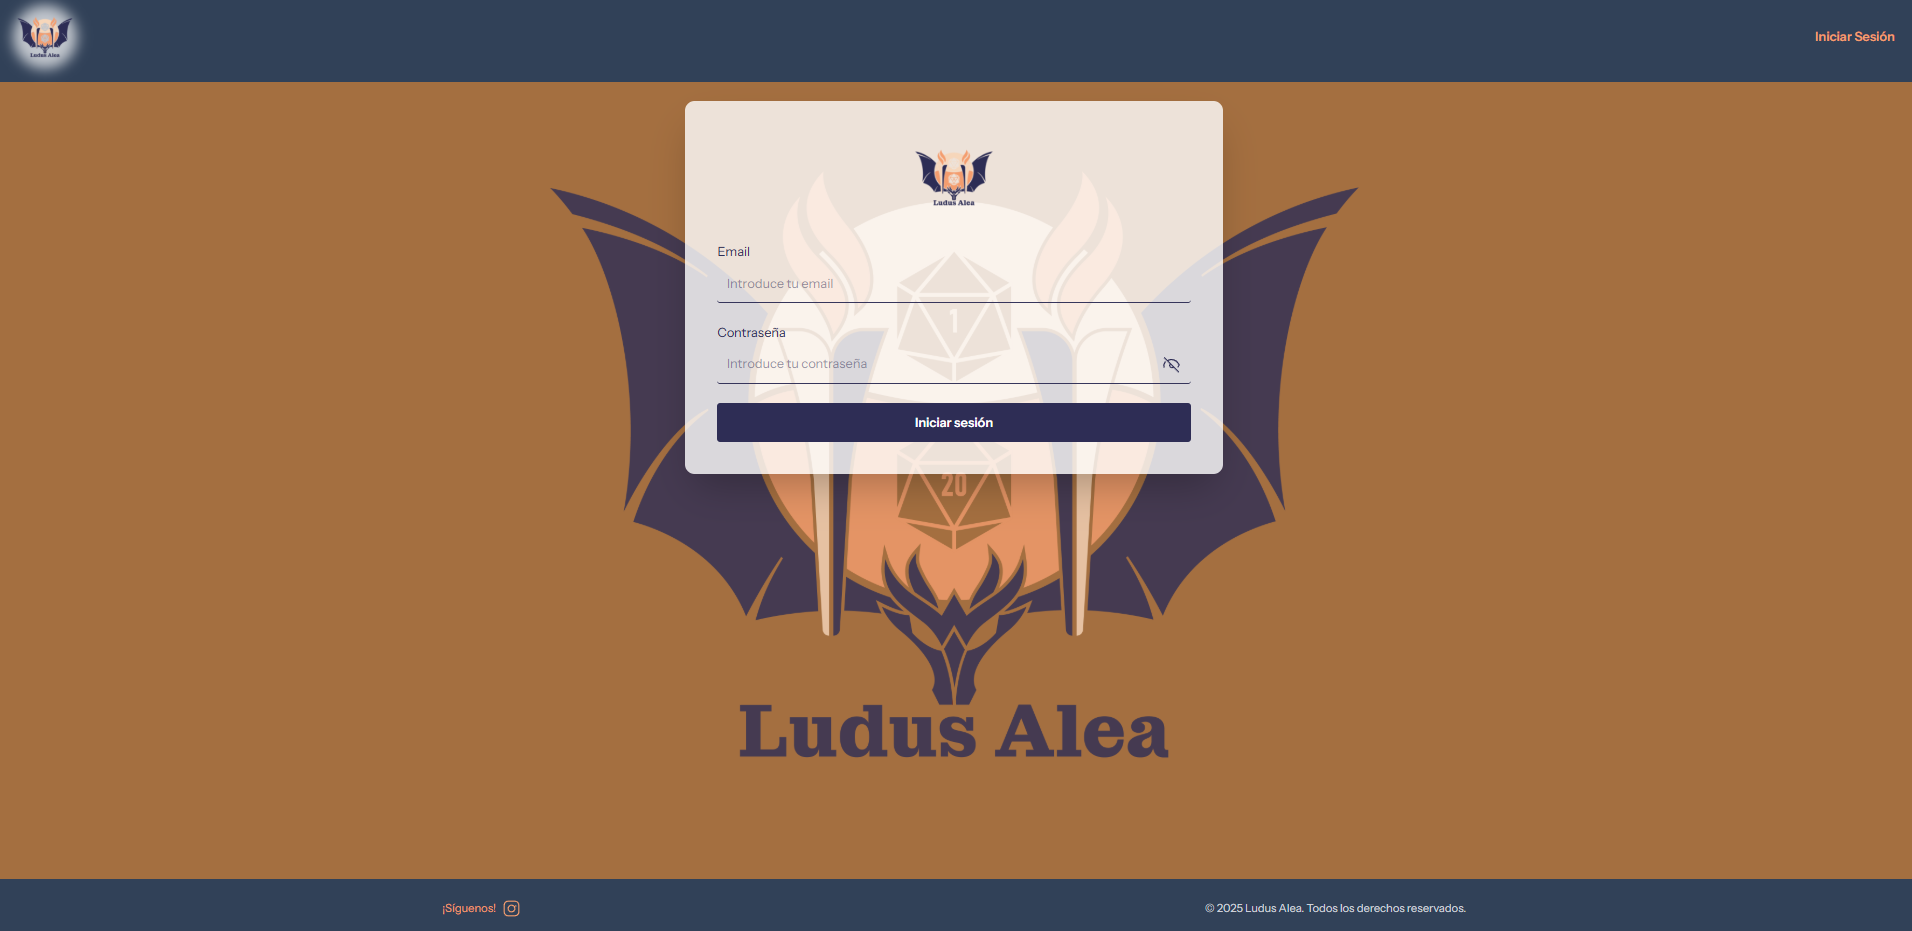 Ludus Alea
Iniciar Sesión
Ludus Alea
Email
Introduce tu email
1
Contraseña
Introduce tu contraseña
Iniciar sesión
20
Ludus Alea
¡Síguenos!
© 2025 Ludus Alea. Todos los derechos reservados.